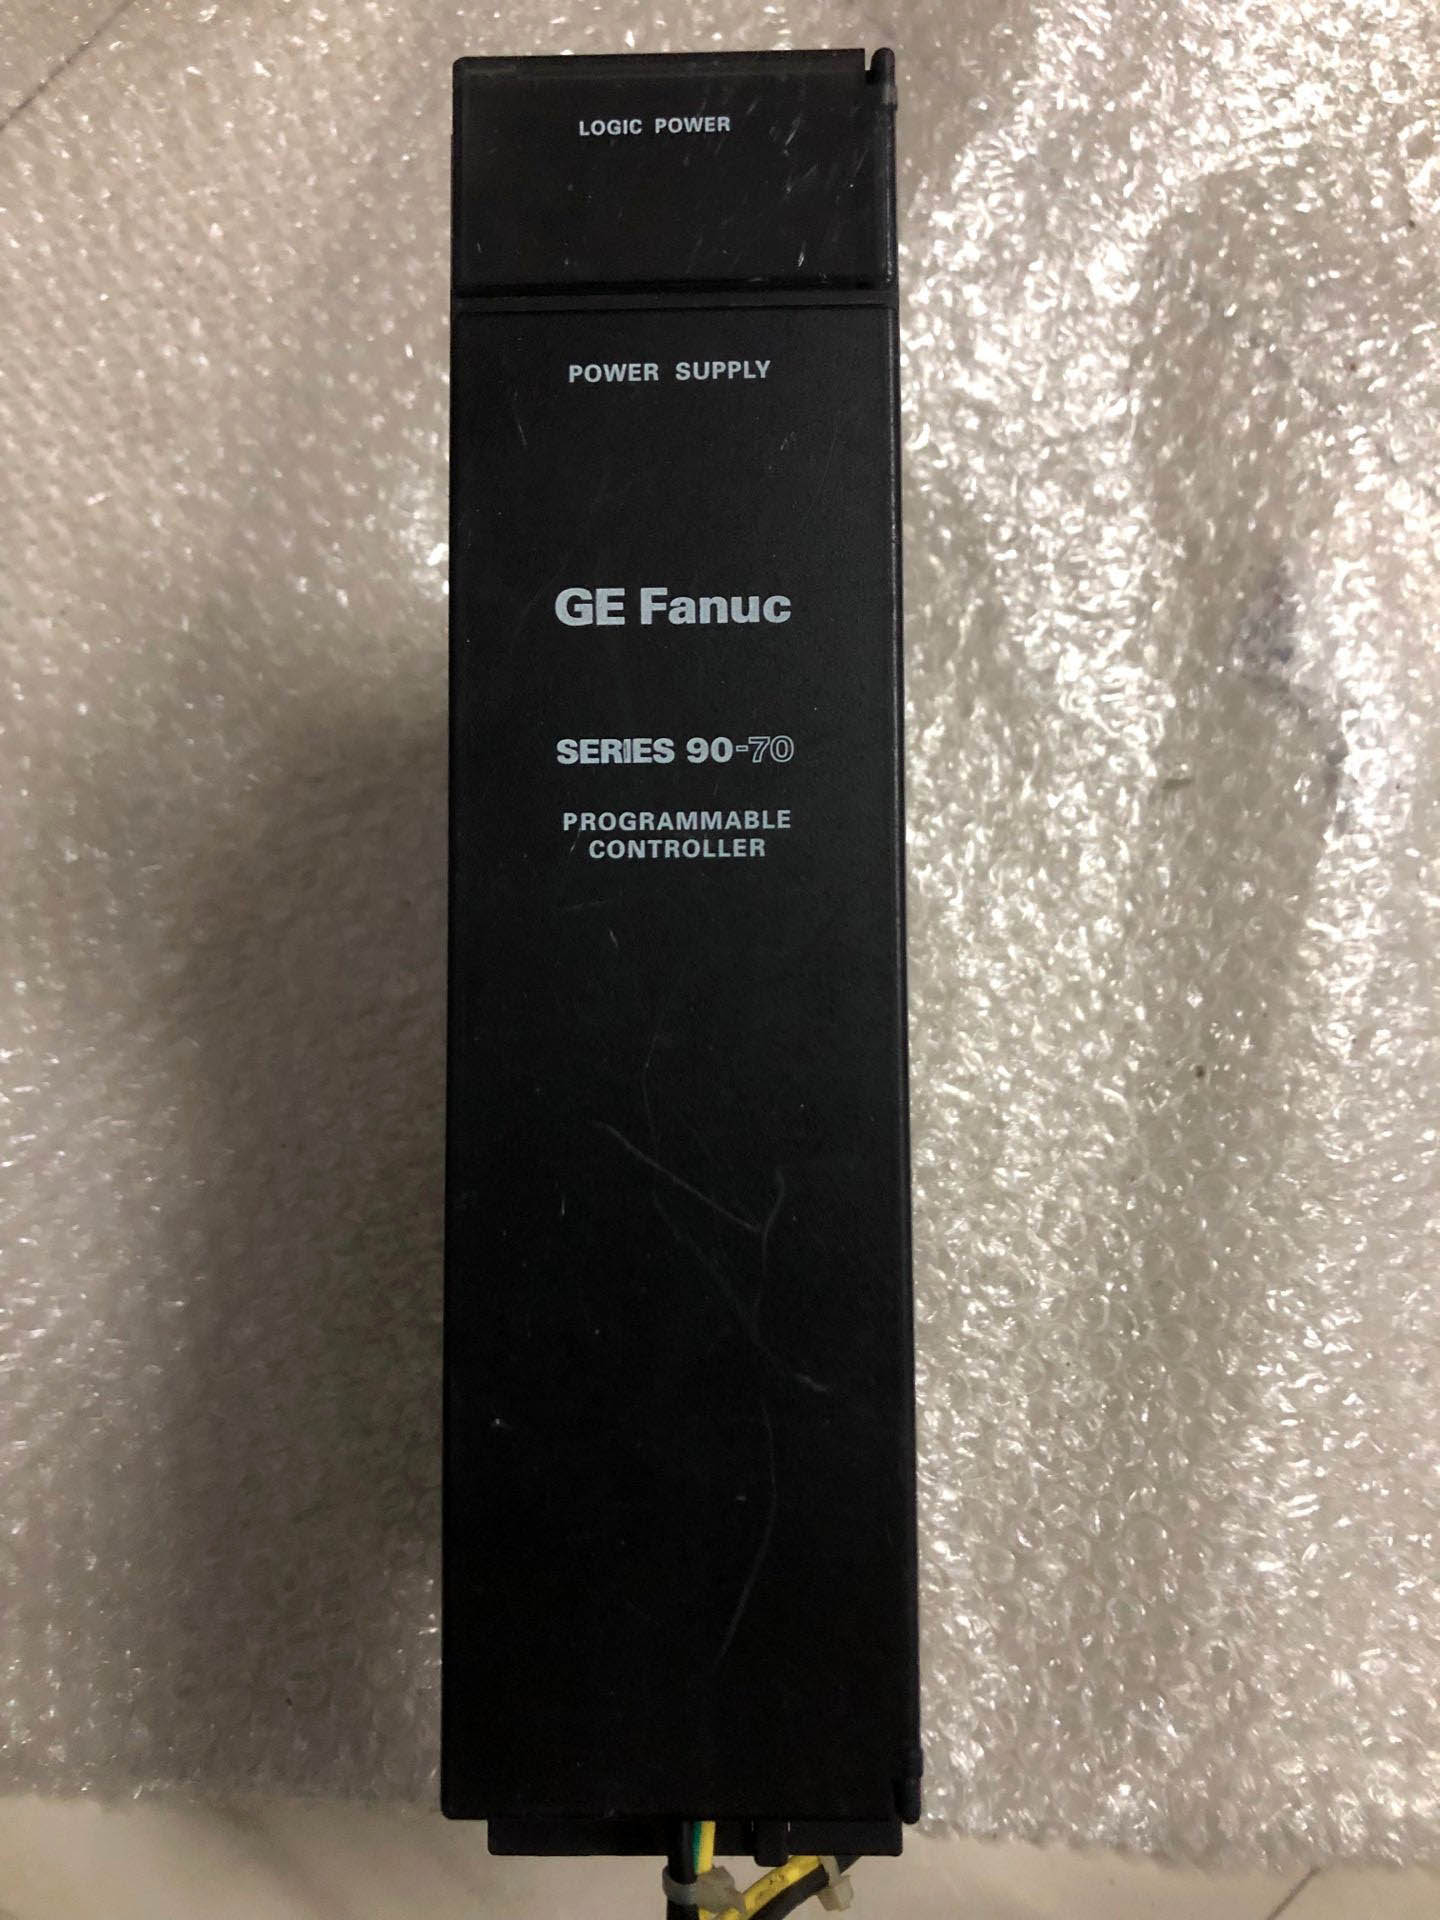 LOGIC POWER
POWER SUPPLY
GE Fanuc
SERIES 90-70
PROGRAMMABLE
CONTROLLER